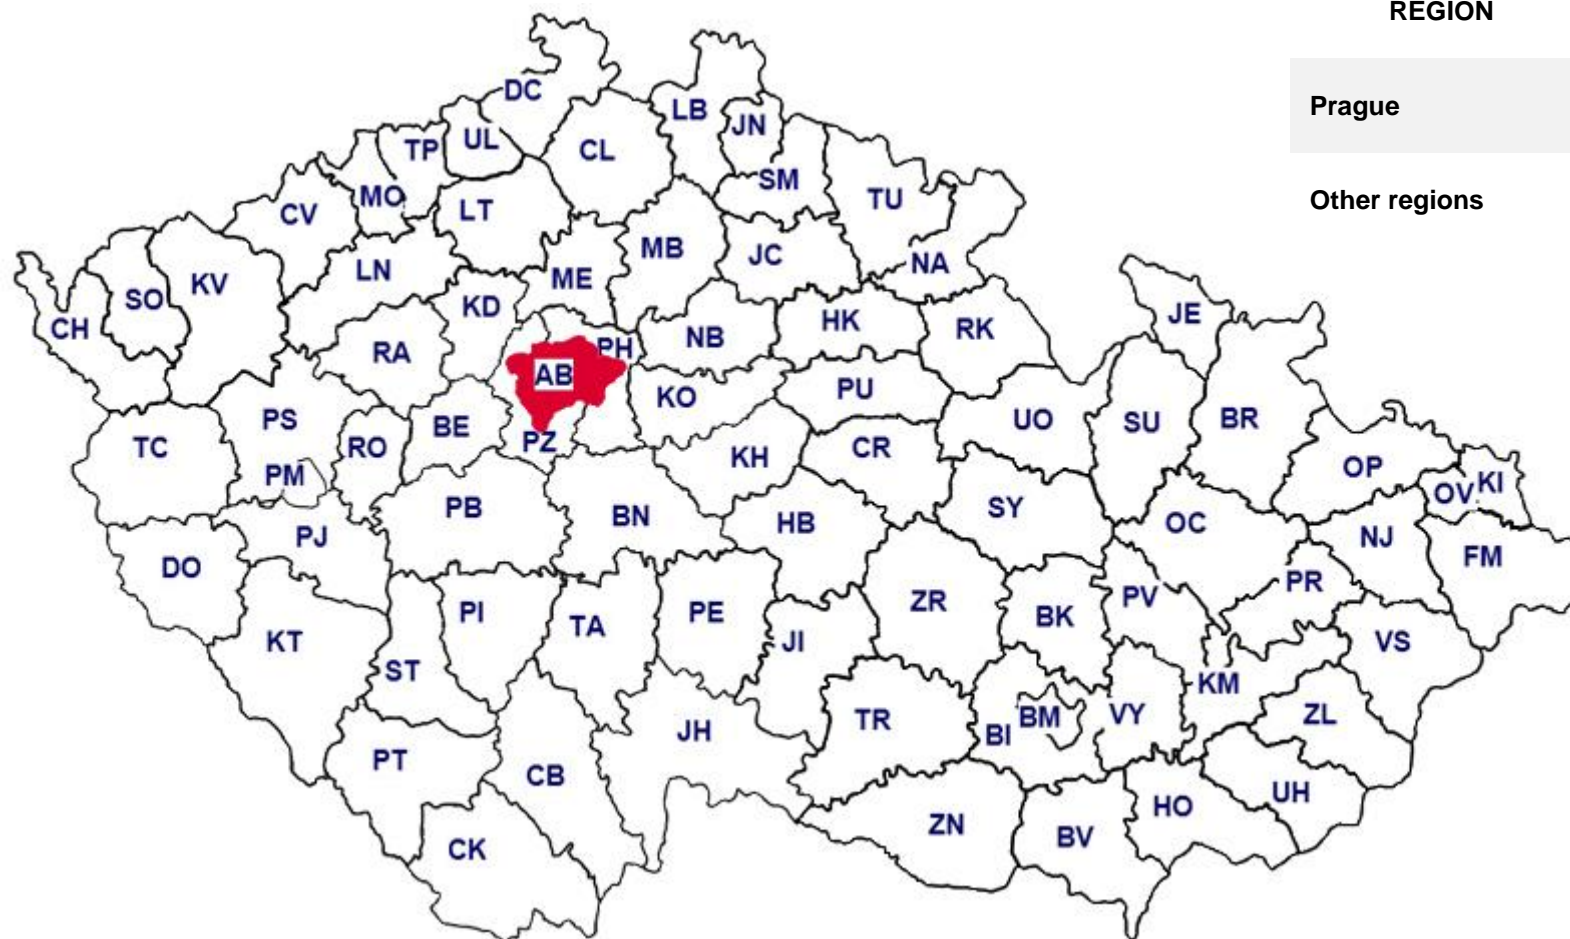 REGION
Prague
Other regions
DC
LB
JN
UL
TP
CL
SM
MO
CV
LT
TU
MB
JC
NA
LN
ME
KV
SO
CH
KD
JE
HK
RK
NB
PH
RA
AB
KO
PU
PS
BE
UO
SU
BR
TC
RO
PZ
KH
CR
PM
OP
OV
KI
PB
BN
HB
SY
OC
PJ
NJ
FM
DO
PR
PV
KT
PI
TA
PE
JI
ZR
BK
VS
ST
KM
TR
BI
BM
VY
ZL
JH
PT
CB
UH
HO
ZN
BV
CK